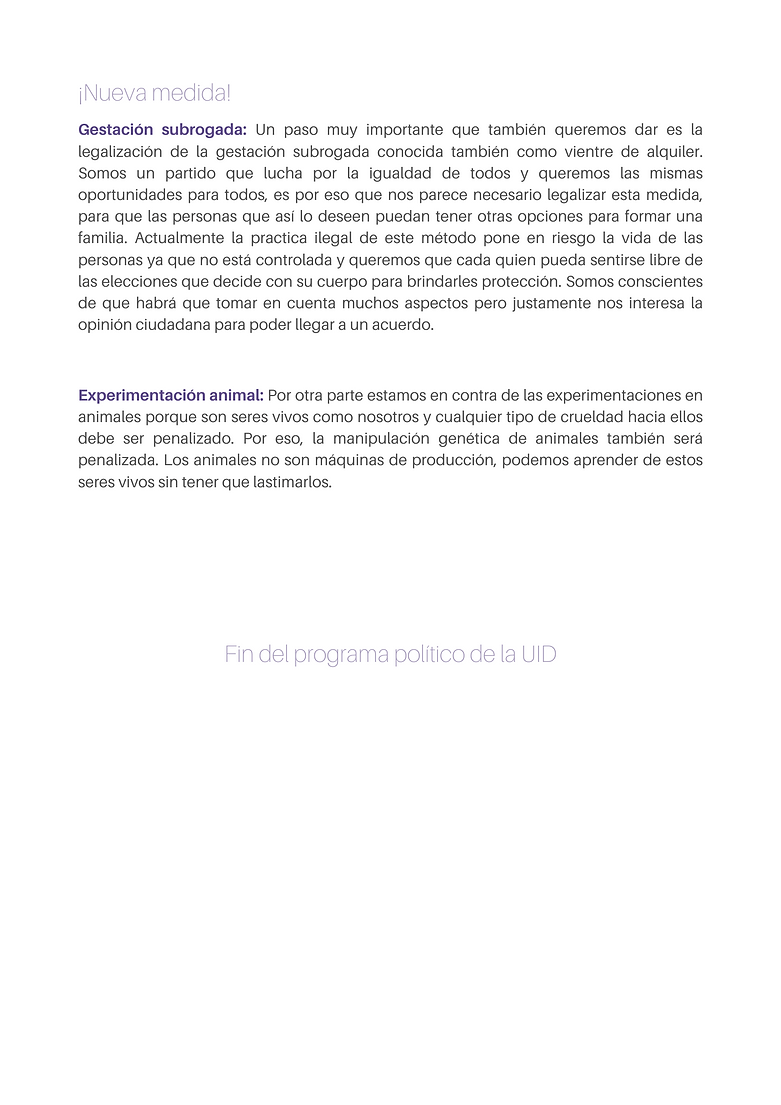 ¡Nueva medida!
Gestación subrogada: Un paso muy importante que también queremos dar es la
legalización de la gestación subrogada conocida también como vientre de alquiler.
Somos un partido que lucha por la igualdad de todos y queremos las mismas
oportunidades para todos, es por eso que nos parece necesario legalizar esta medida,
para que las personas que así lo deseen puedan tener otras opciones para formar una
familia. Actualmente la practica ilegal de este método pone en riesgo la vida de las
personas ya que no está controlada y queremos que cada quien pueda sentirse libre de
las elecciones que decide con su cuerpo para brindarles protección. Somos conscientes
de que habrá que tomar en cuenta muchos aspectos pero justamente nos interesa la
opinión ciudadana para poder llegar a un acuerdo.
Experimentación animal: Por otra parte estamos en contra de las experimentaciones en
animales porque son seres vivos como nosotros y cualquier tipo de crueldad hacia ellos
debe ser penalizado. Por eso, la manipulación genética de animales también será
penalizada. Los animales no son máquinas de producción, podemos aprender de estos
seres vivos sin tener que lastimarlos.
Fin del programa político de la UID